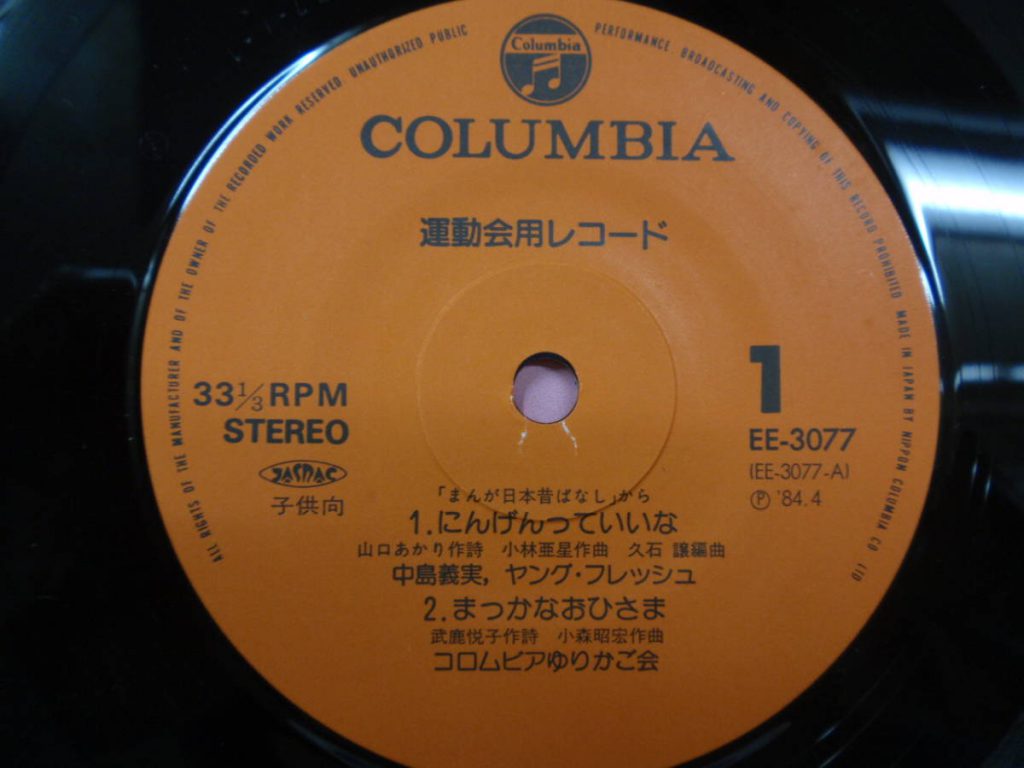 ALL RIGHTS OF THE MANUFACTURER AND OF THE OWNER OF THE RECORDED WORK RESERVED UNAUTHORIZED PUBLIC PERFORMANCE BROADCASTING AND COPYING OF THIS RECORD PROHIBITED MADE IN JAPAN BY NIPPON COLUMBIA CO LTD
Columbia
COLUMBIA
運動会用レコード
33 1/3 RPM
STEREO
JASRAC
子供向
1
EE-3077
(EE-3077-A)
Ⓟ '84.4
「まんが日本昔ばなし」から
1.にんげんっていいな
山口あかり作詩 小林亜星作曲 久石 譲編曲
中島義実, ヤング・フレッシュ
2.まっかなおひさま
武鹿悦子作詩 小森昭宏作曲
コロムビアゆりかご会